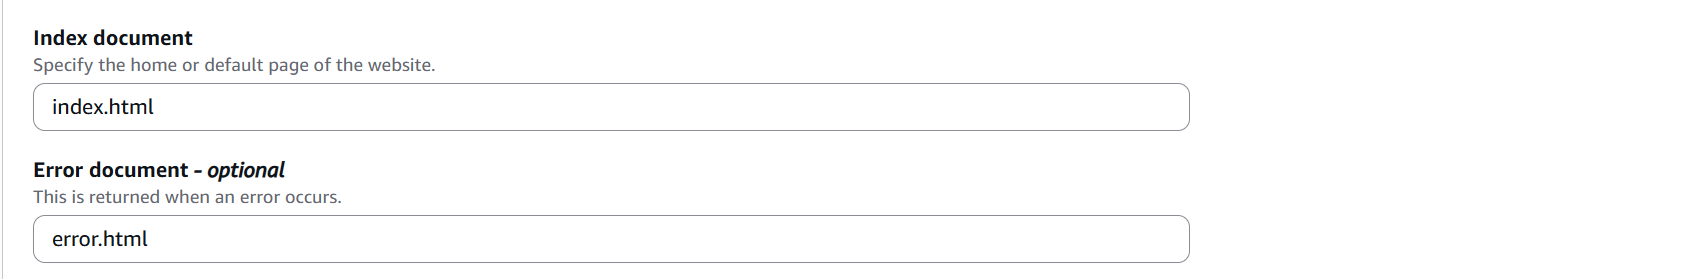 Index document
Specify the home or default page of the website.
index.html
Error document - optional
This is returned when an error occurs.
error.html